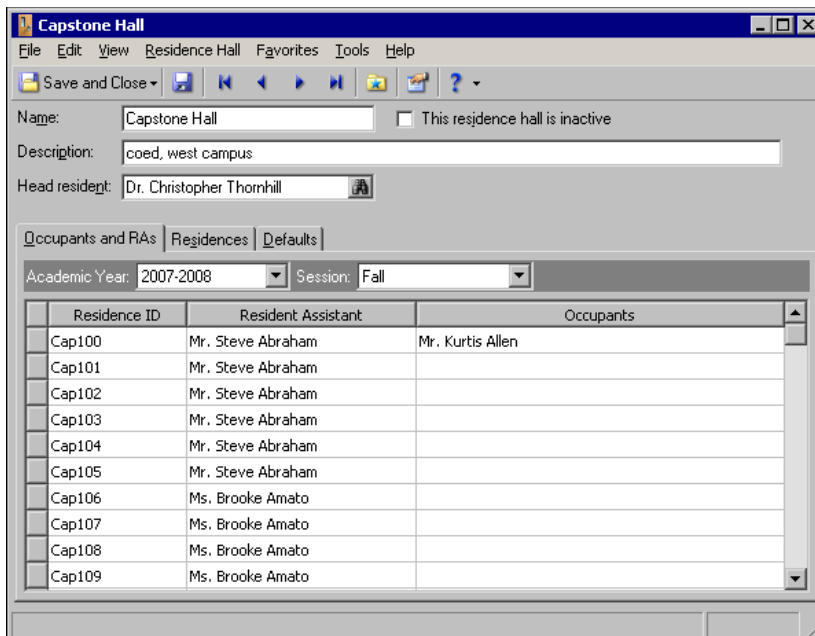 Capstone Hall
File Edit View Residence Hall Favorites Tools Help
Save and Close ?
Name: Capstone Hall This residence hall is inactive
Description: coed, west campus
Head resident: Dr. Christopher Thornhill
Occupants and RAs Residences Defaults
Academic Year: 2007-2008 Session: Fall
Residence ID Resident Assistant Occupants
Cap100 Mr. Steve Abraham Mr. Kurtis Allen
Cap101 Mr. Steve Abraham
Cap102 Mr. Steve Abraham
Cap103 Mr. Steve Abraham
Cap104 Mr. Steve Abraham
Cap105 Mr. Steve Abraham
Cap106 Ms. Brooke Amato
Cap107 Ms. Brooke Amato
Cap108 Ms. Brooke Amato
Cap109 Ms. Brooke Amato